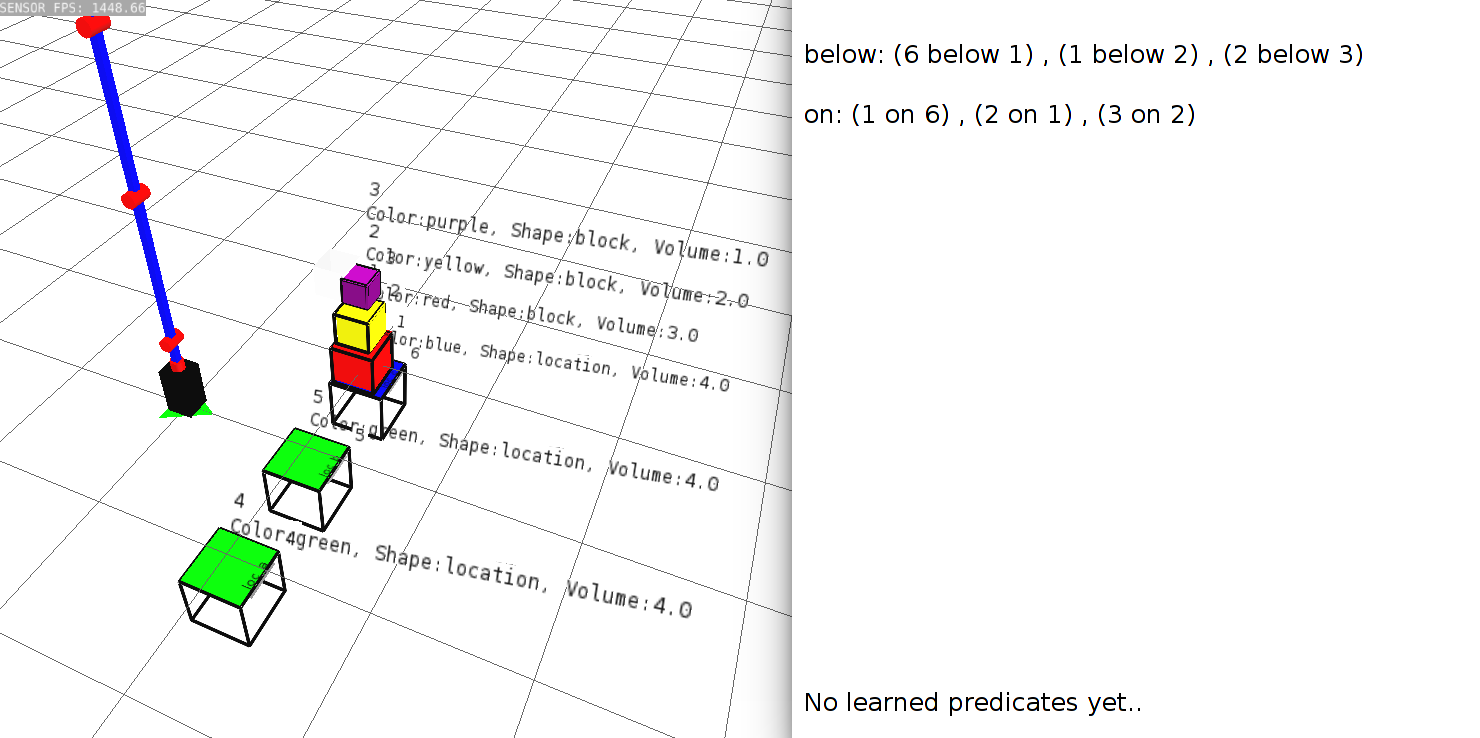 SENSOR FPS: 1448.66
below: (6 below 1) , (1 below 2) , (2 below 3)
on: (1 on 6) , (2 on 1) , (3 on 2)
3
Color:purple, Shape:block, Volume:1.0
2
Color:yellow, Shape:block, Volume:2.0
3
olor:red, Shape:block, Volume:3.0
2
1
lor:blue, Shape:location, Volume:4.0
6
5
Color:green, Shape:location, Volume:4.0
5
4
Color green, Shape:location, Volume:4.0
4
No learned predicates yet..